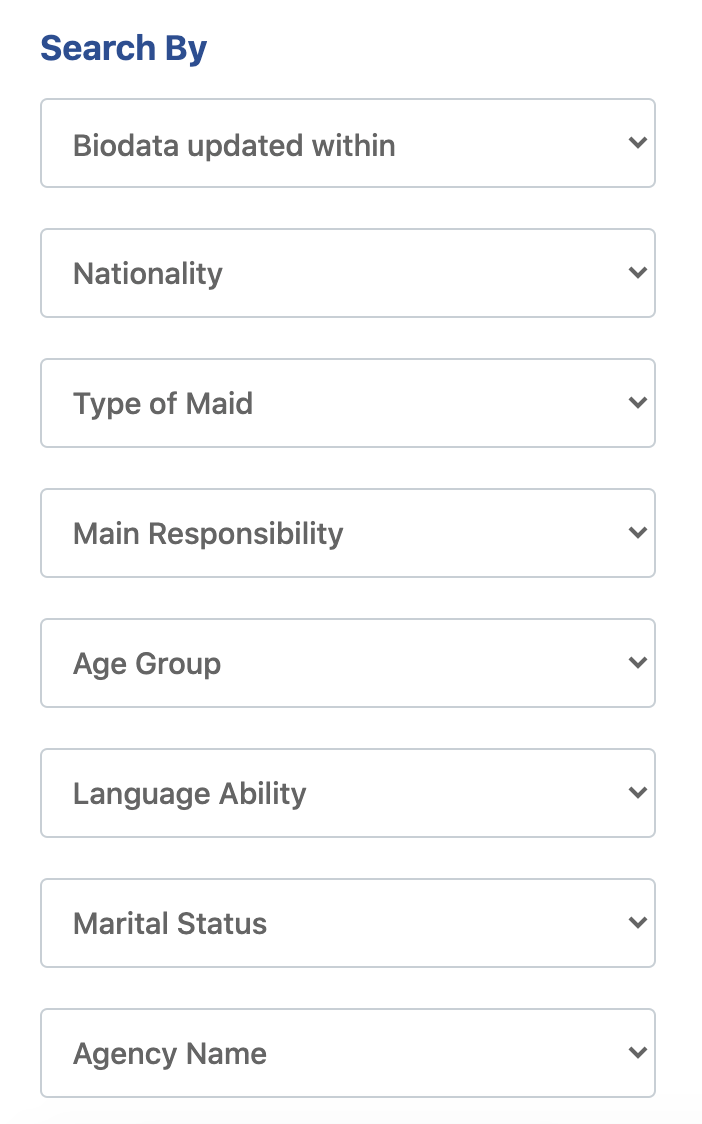 Search By
Biodata updated within
Nationality
Type of Maid
Main Responsibility
Age Group
Language Ability
Marital Status
Agency Name